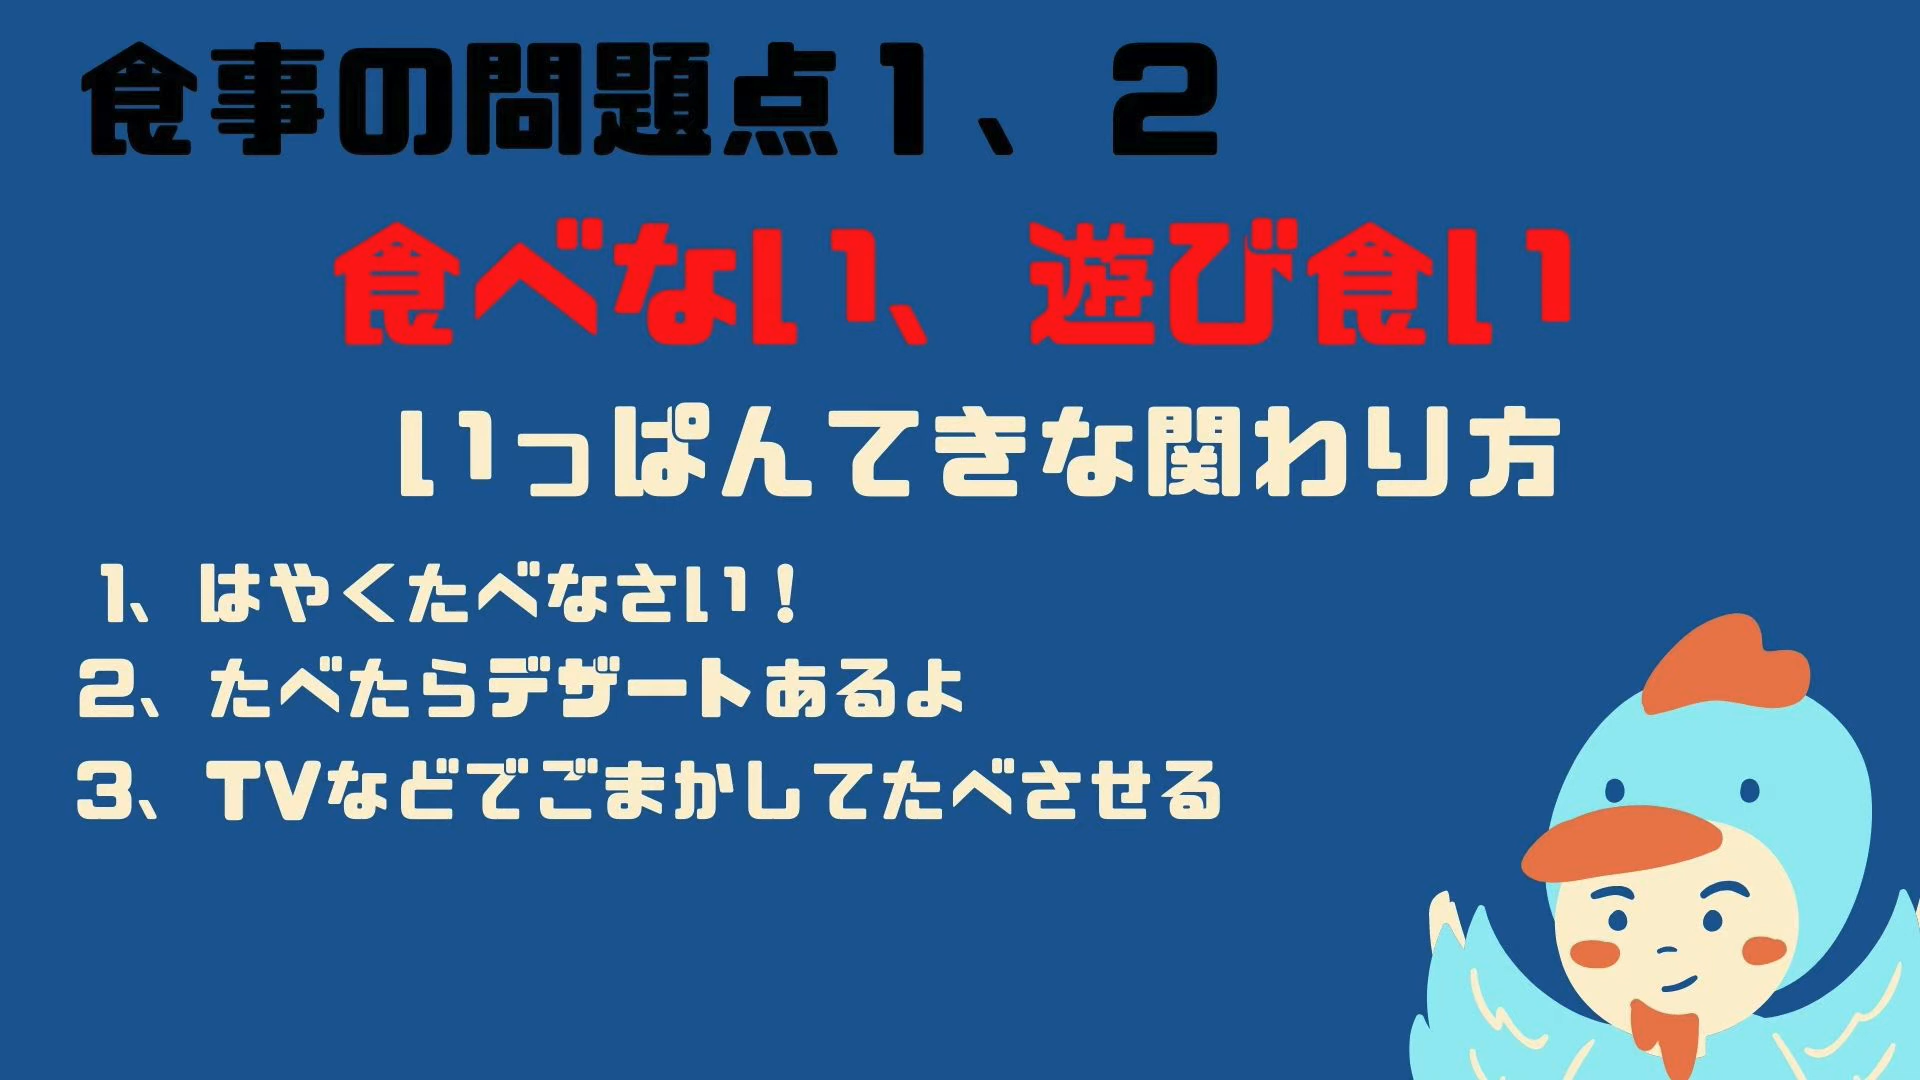 食事の問題点1、2
食べない、遊び食い
いっぱんてきな関わり方
1、はやくたべなさい！
2、たべたらデザートあるよ
3、TVなどでごまかしてたべさせる